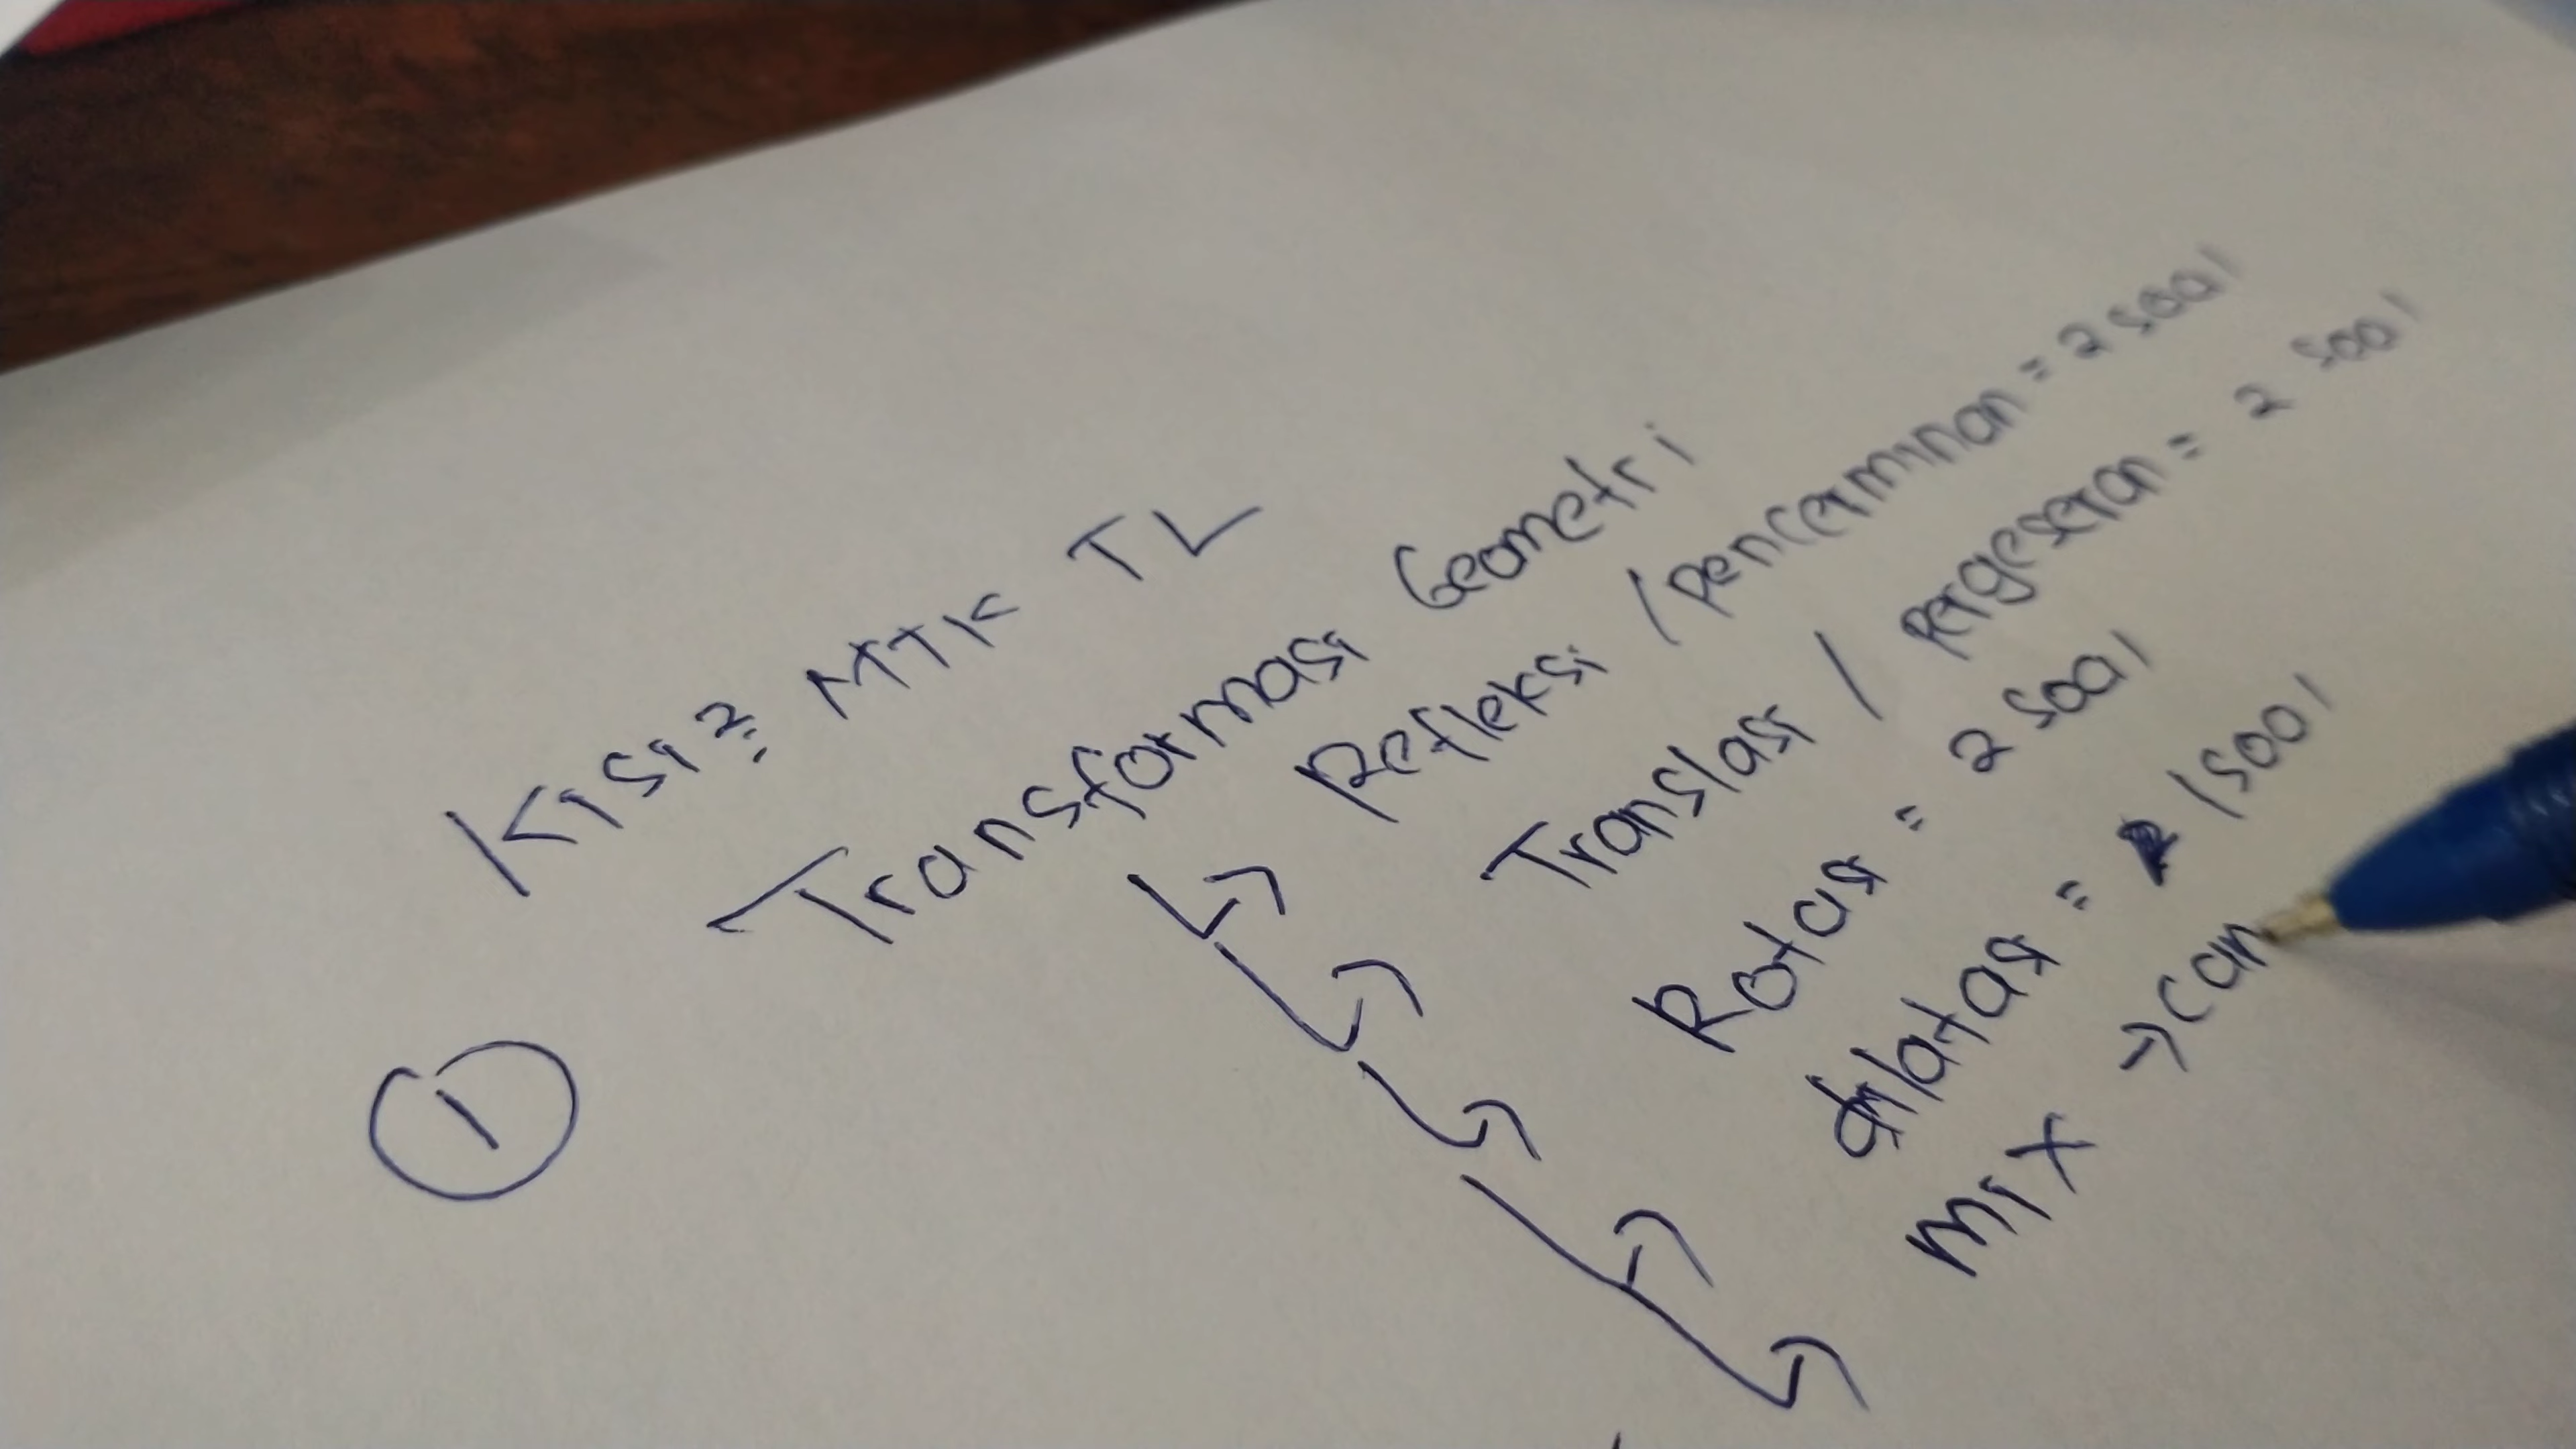 Kisi2: MTK TL
① Transformasi Geometri
↳ Refleksi / Pencerminan = 2 soal
↳ Translasi / Pergeseran = 2 soal
↳ Rotasi = 2 soal
↳ dilatasi = 1 soal
↳ mix →